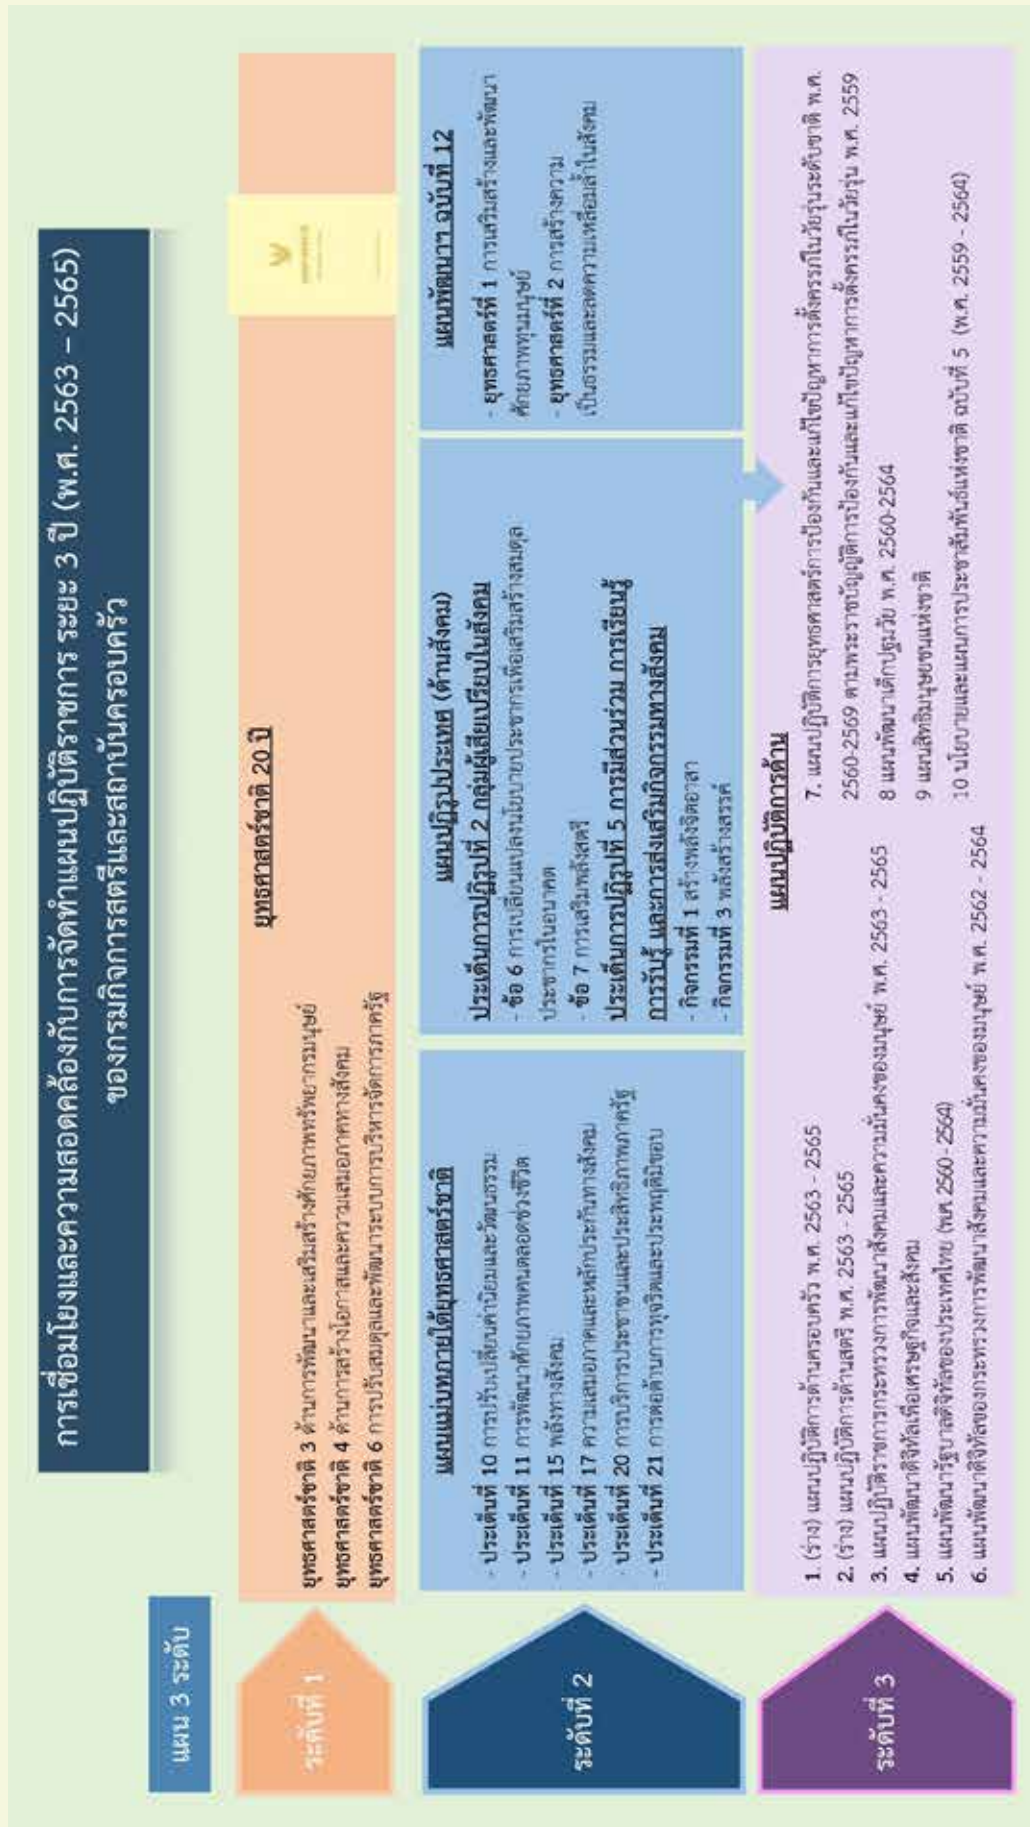 การเชื่อมโยงและความสอดคล้องกับการจัดทำแผนปฏิบัติราชการ ระยะ 3 ปี (พ.ศ. 2563 – 2565)
ของกรมกิจการสตรีและสถาบันครอบครัว
แผน 3 ระดับ
ระดับที่ 1
ยุทธศาสตร์ชาติ 20 ปี
ยุทธศาสตร์ชาติ 3 ด้านการพัฒนาและเสริมสร้างศักยภาพทรัพยากรมนุษย์
ยุทธศาสตร์ชาติ 4 ด้านการสร้างโอกาสและความเสมอภาคทางสังคม
ยุทธศาสตร์ชาติ 6 การปรับสมดุลและพัฒนาระบบการบริหารจัดการภาครัฐ
ระดับที่ 2
แผนแม่บทภายใต้ยุทธศาสตร์ชาติ
- ประเด็นที่ 10 การปรับเปลี่ยนค่านิยมและวัฒนธรรม
- ประเด็นที่ 11 การพัฒนาศักยภาพคนตลอดช่วงชีวิต
- ประเด็นที่ 15 พลังทางสังคม
- ประเด็นที่ 17 ความเสมอภาคและหลักประกันทางสังคม
- ประเด็นที่ 20 การบริการประชาชนและประสิทธิภาพภาครัฐ
- ประเด็นที่ 21 การต่อต้านการทุจริตและประพฤติมิชอบ
แผนปฏิรูปประเทศ (ด้านสังคม)
ประเด็นการปฏิรูปที่ 2 กลุ่มผู้เสียเปรียบในสังคม
- ข้อ 6 การเปลี่ยนแปลงนโยบายประชากรเพื่อเสริมสร้างสมดุล
ประชากรในอนาคต
- ข้อ 7 การเสริมพลังสตรี
ประเด็นการปฏิรูปที่ 5 การมีส่วนร่วม การเรียนรู้
การรับรู้ และการส่งเสริมกิจกรรมทางสังคม
- กิจกรรมที่ 1 สร้างพลังจิตอาสา
- กิจกรรมที่ 3 พลังสร้างสรรค์
แผนพัฒนาฯ ฉบับที่ 12
- ยุทธศาสตร์ที่ 1 การเสริมสร้างและพัฒนา
ศักยภาพทุนมนุษย์
- ยุทธศาสตร์ที่ 2 การสร้างความ
เป็นธรรมและลดความเหลื่อมล้ำในสังคม
ระดับที่ 3
แผนปฏิบัติการด้าน
1. (ร่าง) แผนปฏิบัติการด้านครอบครัว พ.ศ. 2563 - 2565
2. (ร่าง) แผนปฏิบัติการด้านสตรี พ.ศ. 2563 - 2565
3. แผนปฏิบัติราชการกระทรวงการพัฒนาสังคมและความมั่นคงของมนุษย์ พ.ศ. 2563 - 2565
4. แผนพัฒนาดิจิทัลเพื่อเศรษฐกิจและสังคม
5. แผนพัฒนารัฐบาลดิจิทัลของประเทศไทย (พ.ศ. 2560-2564)
6. แผนพัฒนาดิจิทัลของกระทรวงการพัฒนาสังคมและความมั่นคงของมนุษย์ พ.ศ. 2562 - 2564
7. แผนปฏิบัติการยุทธศาสตร์การป้องกันและแก้ไขปัญหาการตั้งครรภ์ในวัยรุ่นระดับชาติ พ.ศ.
2560-2569 ตามพระราชบัญญัติการป้องกันและแก้ไขปัญหาการตั้งครรภ์ในวัยรุ่น พ.ศ. 2559
8 แผนพัฒนาเด็กปฐมวัย พ.ศ. 2560-2564
9 แผนสิทธิมนุษยชนแห่งชาติ
10 นโยบายและแผนการประชาสัมพันธ์แห่งชาติ ฉบับที่ 5 (พ.ศ. 2559 - 2564)